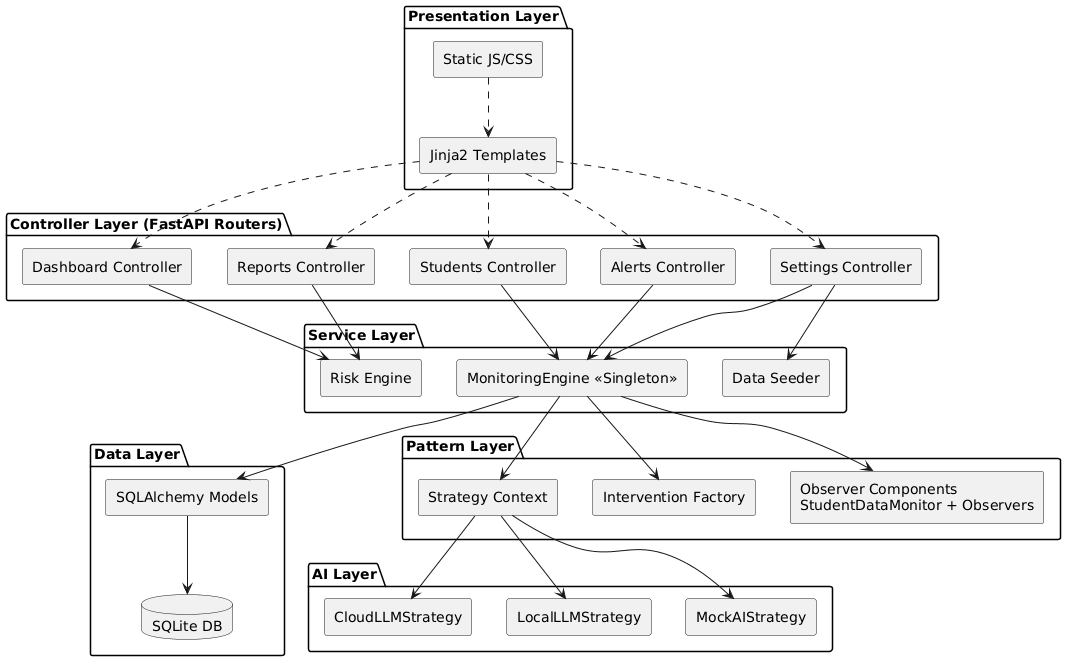 Presentation Layer
Static JS/CSS
Jinja2 Templates
Controller Layer (FastAPI Routers)
Dashboard Controller
Reports Controller
Students Controller
Alerts Controller
Settings Controller
Service Layer
Risk Engine
MonitoringEngine «Singleton»
Data Seeder
Data Layer
SQLAlchemy Models
SQLite DB
Pattern Layer
Strategy Context
Intervention Factory
Observer Components
StudentDataMonitor + Observers
AI Layer
CloudLLMStrategy
LocalLLMStrategy
MockAIStrategy